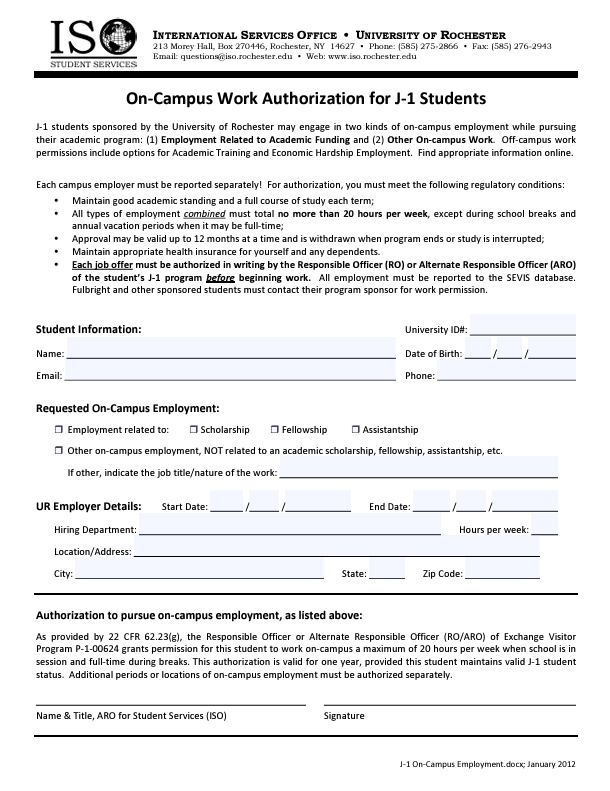 ISO
STUDENT SERVICES
INTERNATIONAL SERVICES OFFICE • UNIVERSITY OF ROCHESTER
213 Morey Hall, Box 270446, Rochester, NY 14627 • Phone: (585) 275-2866 • Fax: (585) 276-2943
Email: questions@iso.rochester.edu • Web: www.iso.rochester.edu
On-Campus Work Authorization for J-1 Students
J-1 students sponsored by the University of Rochester may engage in two kinds of on-campus employment while pursuing
their academic program: (1) Employment Related to Academic Funding and (2) Other On-campus Work. Off-campus work
permissions include options for Academic Training and Economic Hardship Employment. Find appropriate information online.
Each campus employer must be reported separately! For authorization, you must meet the following regulatory conditions:
• Maintain good academic standing and a full course of study each term;
• All types of employment combined must total no more than 20 hours per week, except during school breaks and
annual vacation periods when it may be full-time;
• Approval may be valid up to 12 months at a time and is withdrawn when program ends or study is interrupted;
• Maintain appropriate health insurance for yourself and any dependents.
• Each job offer must be authorized in writing by the Responsible Officer (RO) or Alternate Responsible Officer (ARO)
of the student's J-1 program before beginning work. All employment must be reported to the SEVIS database.
Fulbright and other sponsored students must contact their program sponsor for work permission.
Student Information: University ID#:
Name: Date of Birth: / /
Email: Phone:
Requested On-Campus Employment:
❒ Employment related to: ❒ Scholarship ❒ Fellowship ❒ Assistantship
❒ Other on-campus employment, NOT related to an academic scholarship, fellowship, assistantship, etc.
If other, indicate the job title/nature of the work:
UR Employer Details: Start Date: / / End Date: / /
Hiring Department: Hours per week:
Location/Address:
City: State: Zip Code:
Authorization to pursue on-campus employment, as listed above:
As provided by 22 CFR 62.23(g), the Responsible Officer or Alternate Responsible Officer (RO/ARO) of Exchange Visitor
Program P-1-00624 grants permission for this student to work on-campus a maximum of 20 hours per week when school is in
session and full-time during breaks. This authorization is valid for one year, provided this student maintains valid J-1 student
status. Additional periods or locations of on-campus employment must be authorized separately.
Name & Title, ARO for Student Services (ISO) Signature
J-1 On-Campus Employment.docx; January 2012